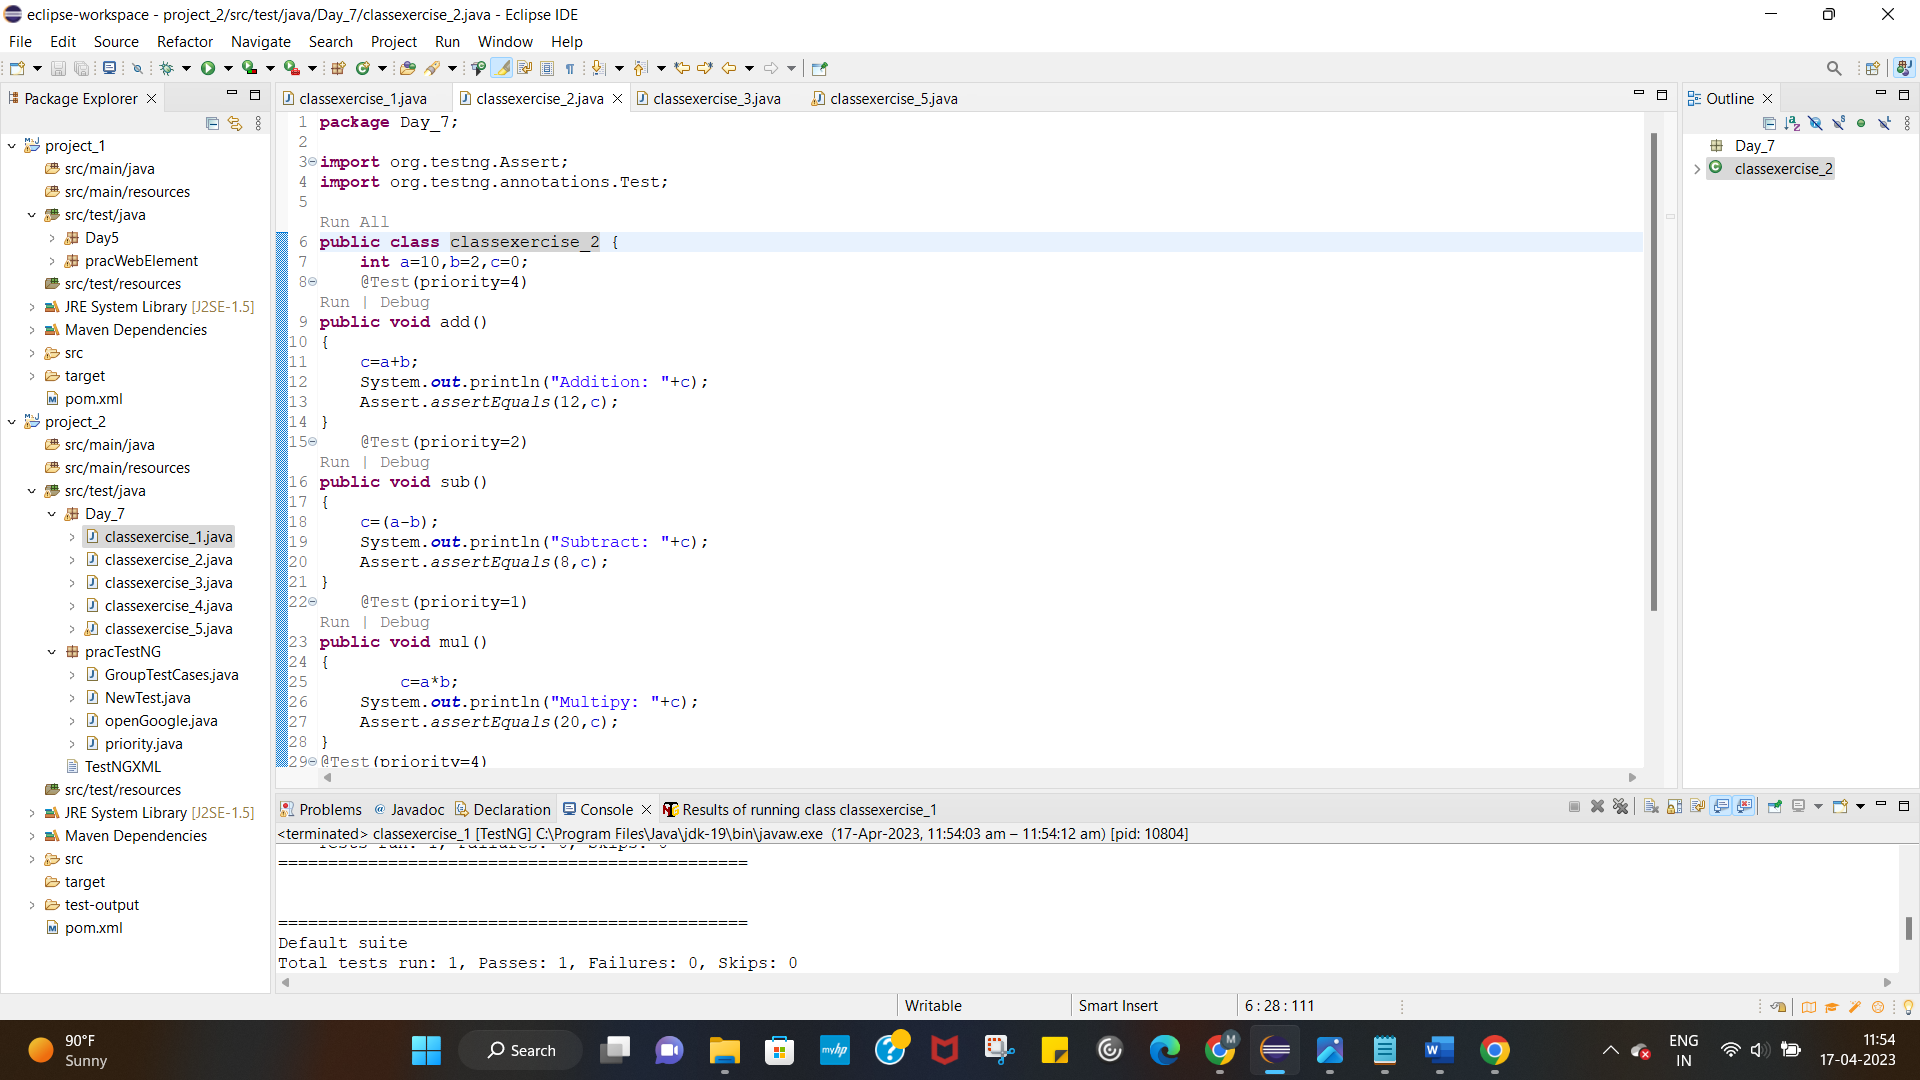 eclipse-workspace - project_2/src/test/java/Day_7/classexercise_2.java - Eclipse IDE
File Edit Source Refactor Navigate Search Project Run Window Help
Package Explorer
project_1
src/main/java
src/main/resources
src/test/java
Day5
pracWebElement
src/test/resources
JRE System Library [J2SE-1.5]
Maven Dependencies
src
target
pom.xml
project_2
src/main/java
src/main/resources
src/test/java
Day_7
classexercise_1.java
classexercise_2.java
classexercise_3.java
classexercise_4.java
classexercise_5.java
pracTestNG
GroupTestCases.java
NewTest.java
openGoogle.java
priority.java
TestNGXML
src/test/resources
JRE System Library [J2SE-1.5]
Maven Dependencies
src
target
test-output
pom.xml
classexercise_1.java classexercise_2.java classexercise_3.java classexercise_5.java
1 package Day_7;
2
3 import org.testng.Assert;
4 import org.testng.annotations.Test;
5
Run All
6 public class classexercise_2 {
7 int a=10,b=2,c=0;
8 @Test(priority=4)
Run | Debug
9 public void add()
10 {
11 c=a+b;
12 System.out.println("Addition: "+c);
13 Assert.assertEquals(12,c);
14 }
15 @Test(priority=2)
Run | Debug
16 public void sub()
17 {
18 c=(a-b);
19 System.out.println("Subtract: "+c);
20 Assert.assertEquals(8,c);
21 }
22 @Test(priority=1)
Run | Debug
23 public void mul()
24 {
25 c=a*b;
26 System.out.println("Multipy: "+c);
27 Assert.assertEquals(20,c);
28 }
29 @Test(priority=4)
Outline
Day_7
classexercise_2
Problems Javadoc Declaration Console Results of running class classexercise_1
<terminated> classexercise_1 [TestNG] C:\Program Files\Java\jdk-19\bin\javaw.exe (17-Apr-2023, 11:54:03 am – 11:54:12 am) [pid: 10804]
Tests run: 1, Failures: 0, Skips: 0
===============================================
===============================================
Default suite
Total tests run: 1, Passes: 1, Failures: 0, Skips: 0
Writable Smart Insert 6 : 28 : 111
90°F
Sunny
Search
myhp
M
ENG
IN
11:54
17-04-2023